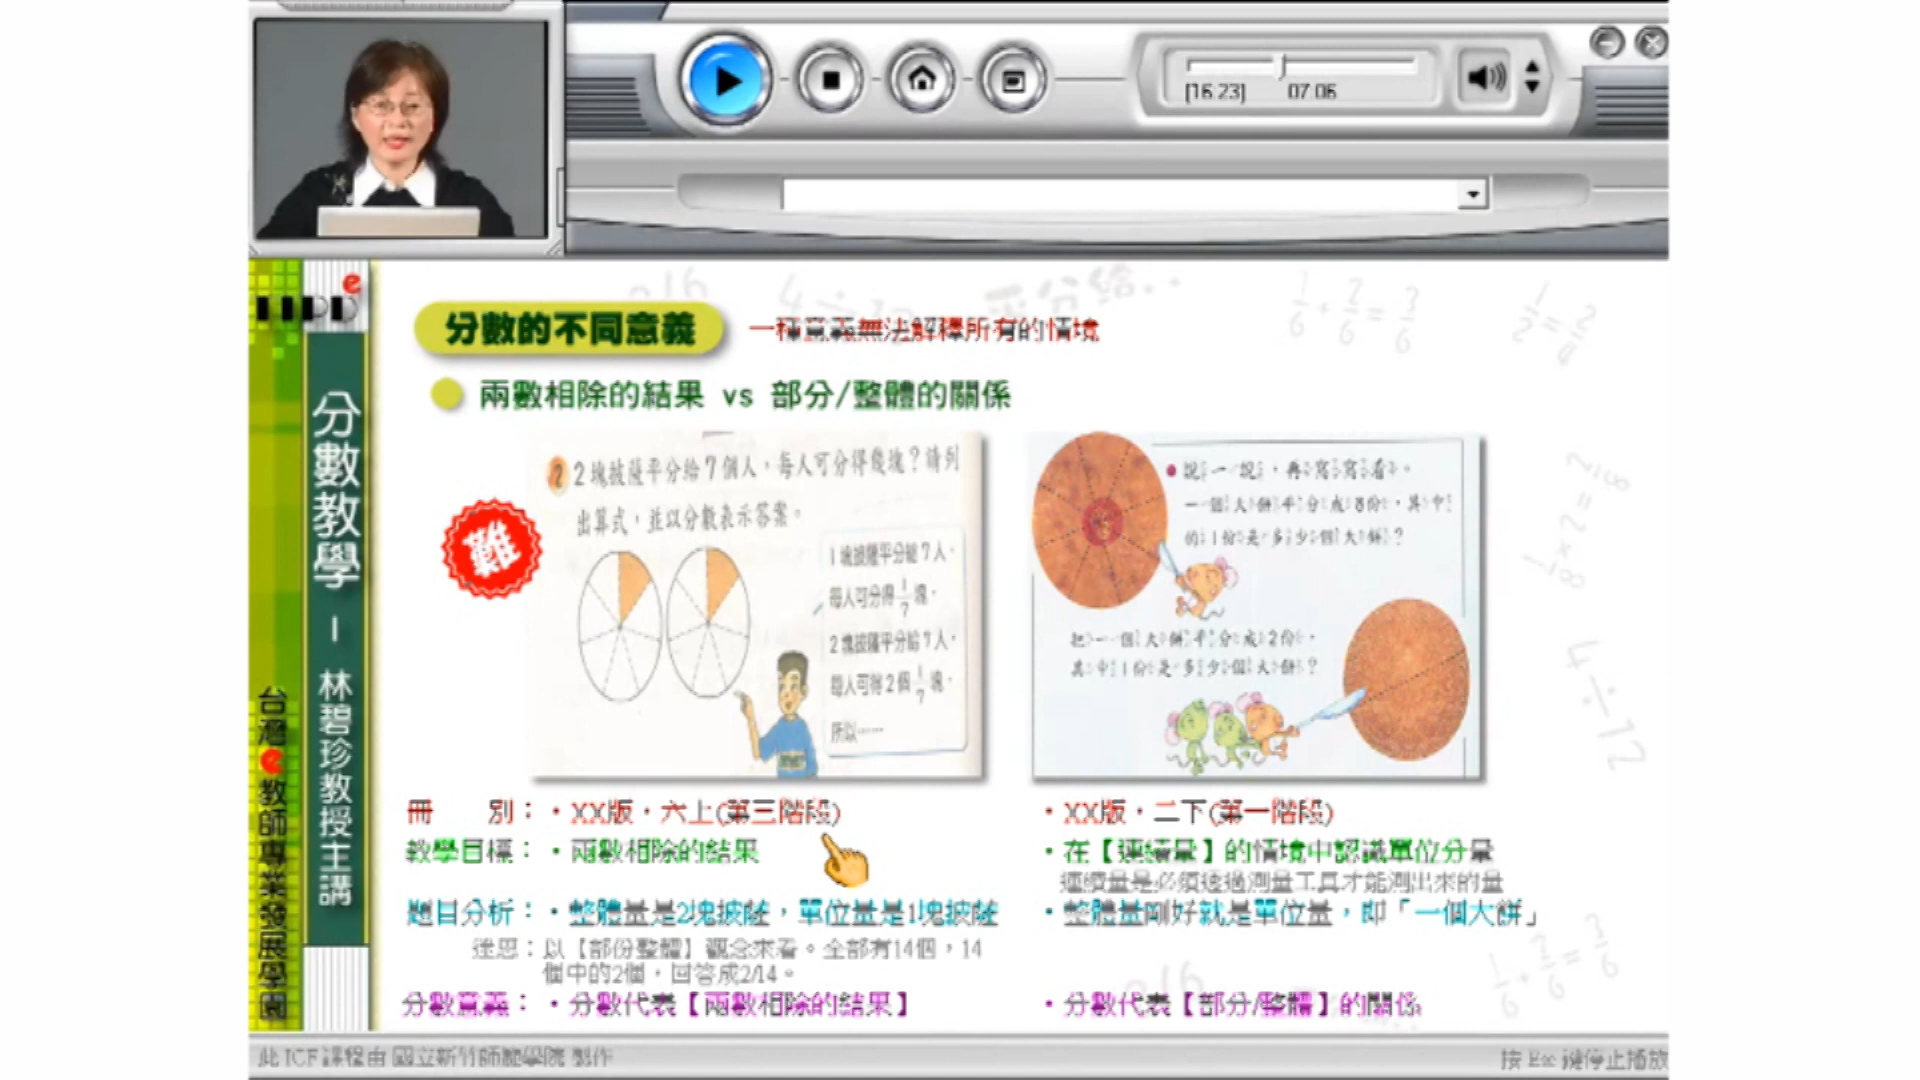 [16:23]
07:06
分數的不同意義
一種意義無法解釋所有的情境
兩數相除的結果 vs 部分/整體的關係
難
2 2塊披薩平分給7個人，每人可分得幾塊？請列
出算式，並以分數表示答案。
1塊披薩平分給7人，
每人可分得1/7塊，
2塊披薩平分給7人，
每人可得2個1/7塊，
所以……
說一說，再寫寫看。
一個大餅平分成8份，其中
的1份是多少個大餅？
把一個大餅平分成2份，
其中1份是多少個大餅？
冊 別：・XX版・六上(第三階段)
・XX版・二下(第一階段)
教學目標：・兩數相除的結果
・在【連續量】的情境中認識單位分量
連續量是必須透過測量工具才能測出來的量
題目分析：・整體量是2塊披薩，單位量是1塊披薩
・整體量剛好就是單位量，即「一個大餅」
迷思：以【部份整體】觀念來看。全部有14個，14
個中的2個，回答成2/14。
分數意義：・分數代表【兩數相除的結果】
・分數代表【部分/整體】的關係
分數教學 － 林碧珍教授主講
台灣e教師專業發展學園
平分給..
1/6+2/6=3/6
1/2=2/4
4÷12
此 ICF 課程由 國立新竹師範學院 製作
按 Esc 鍵停止播放